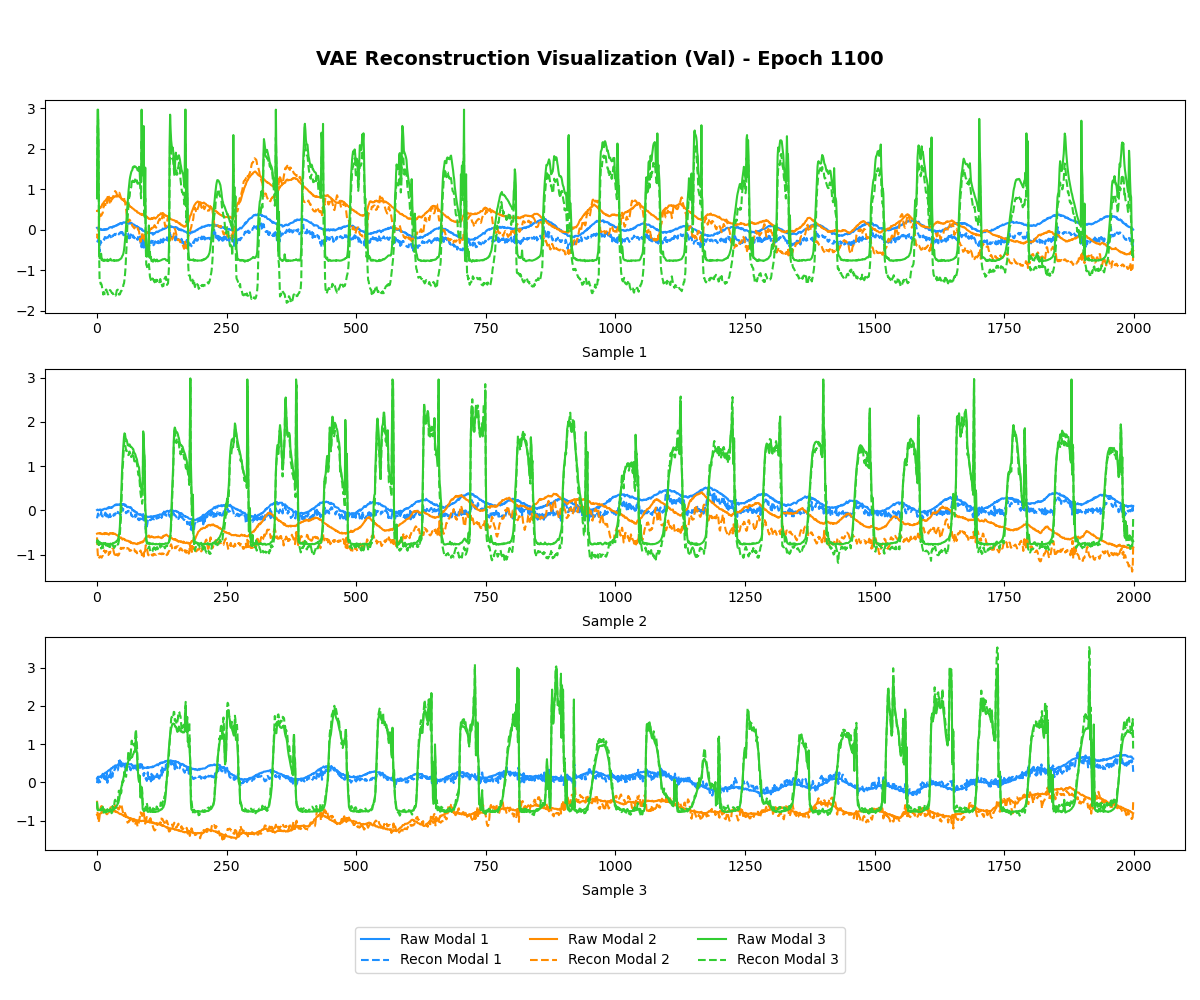 VAE Reconstruction Visualization (Val) - Epoch 1100
3
2
1
0
−1
−2
0 250 500 750 1000 1250 1500 1750 2000
Sample 1
3
2
1
0
−1
0 250 500 750 1000 1250 1500 1750 2000
Sample 2
3
2
1
0
−1
0 250 500 750 1000 1250 1500 1750 2000
Sample 3
Raw Modal 1 Raw Modal 2 Raw Modal 3
Recon Modal 1 Recon Modal 2 Recon Modal 3